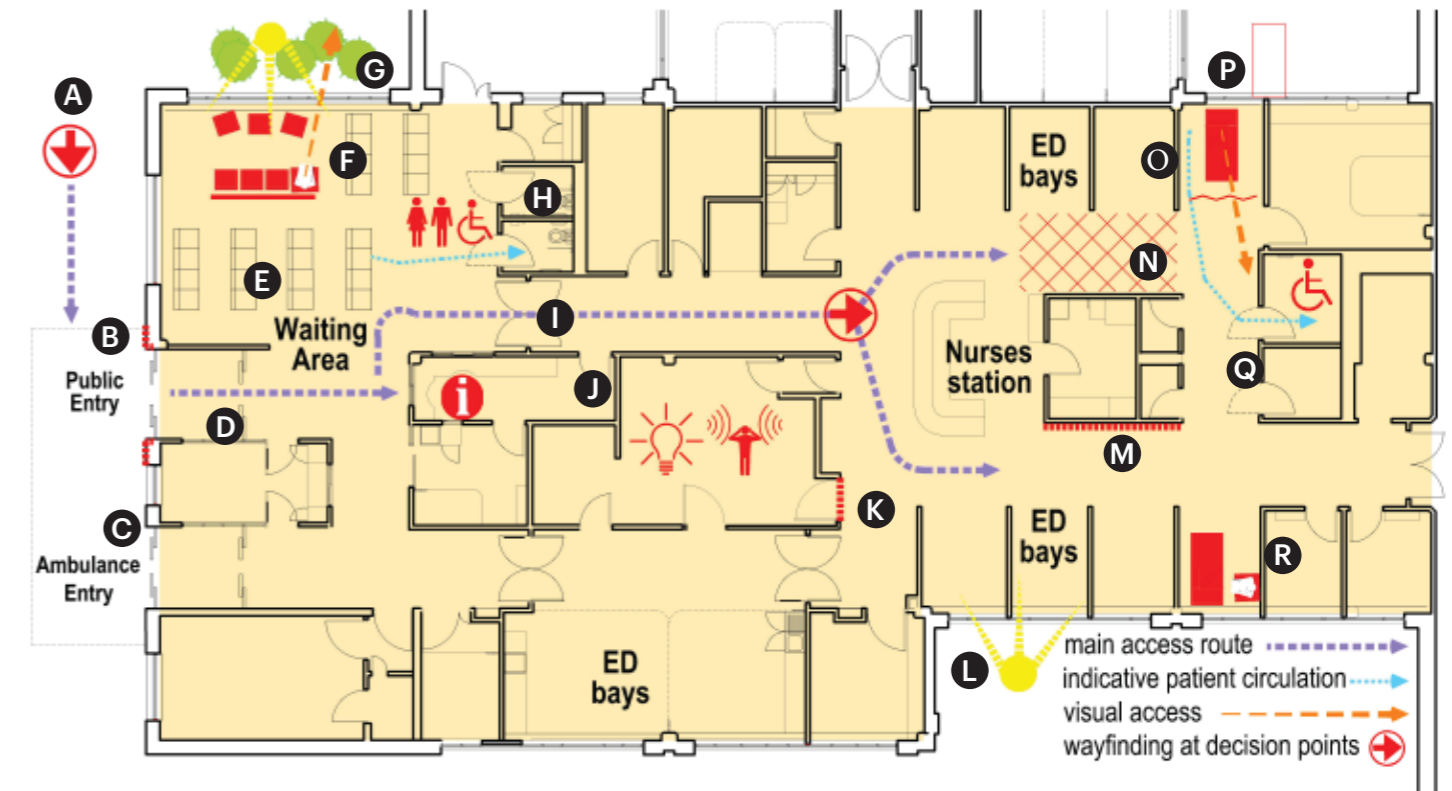 A
G
P
B
F
H
O
ED
bays
E
N
I
Waiting
Area
Public
Entry
D
J
i
Nurses
station
Q
M
K
C
Ambulance
Entry
ED
bays
R
ED
bays
L
main access route
indicative patient circulation
visual access
wayfinding at decision points